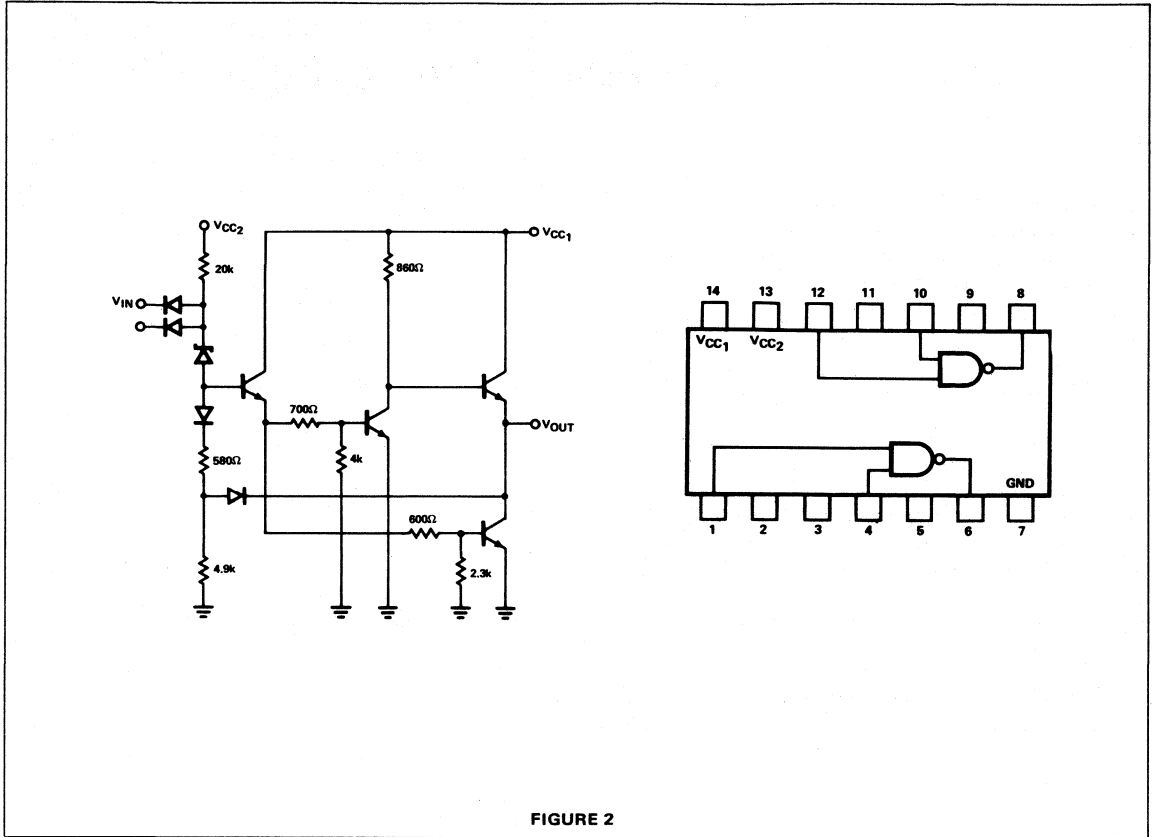 VCC2
20k
VIN
VCC1
860Ω
700Ω
4k
VOUT
580Ω
600Ω
2.3k
4.9k
14 13 12 11 10 9 8
VCC1 VCC2
GND
1 2 3 4 5 6 7
FIGURE 2